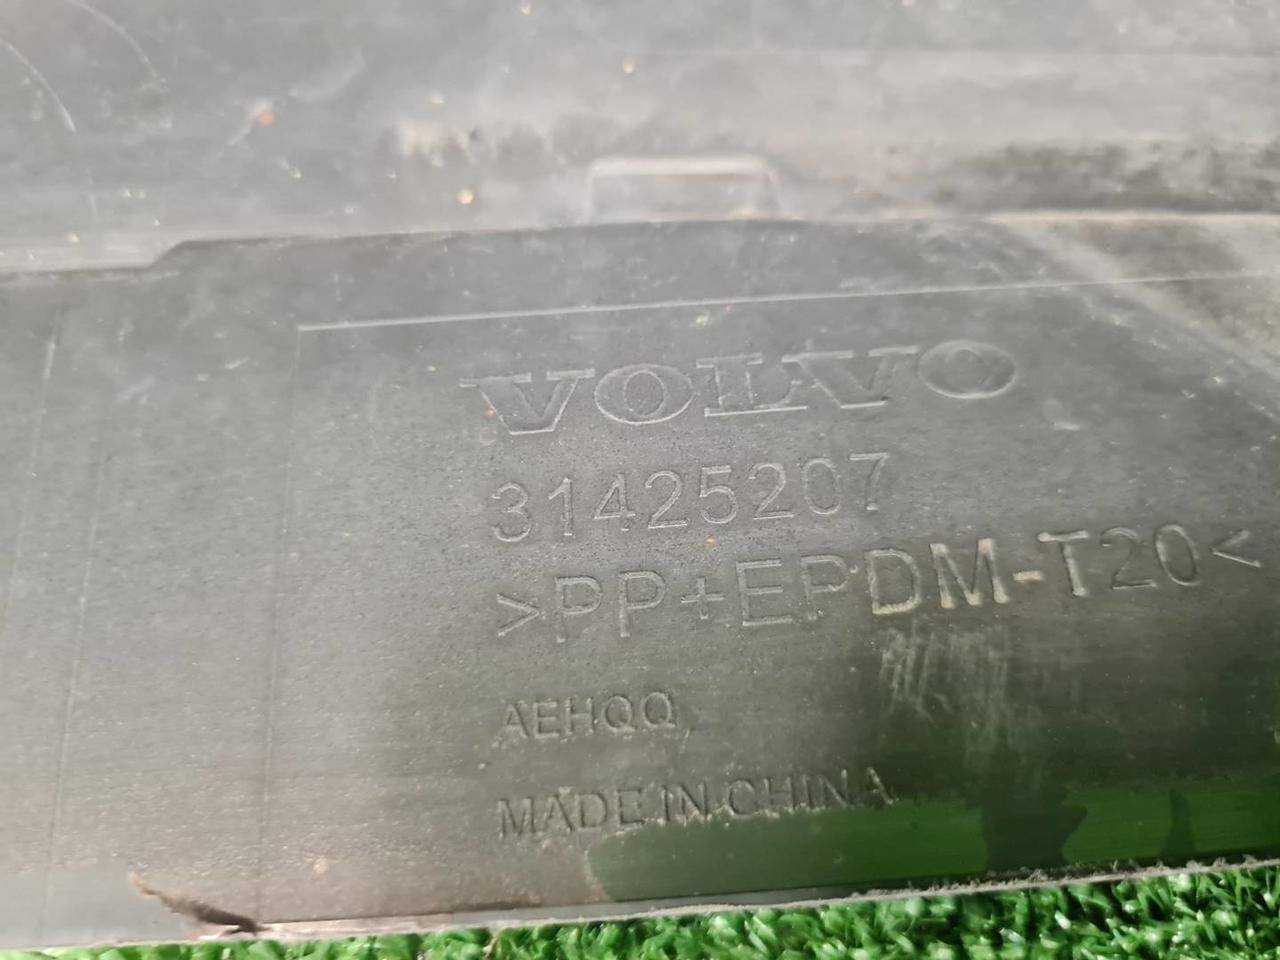 VOLVO
31425207
>PP+EPDM-T20<
AEHQQ
MADE IN CHINA